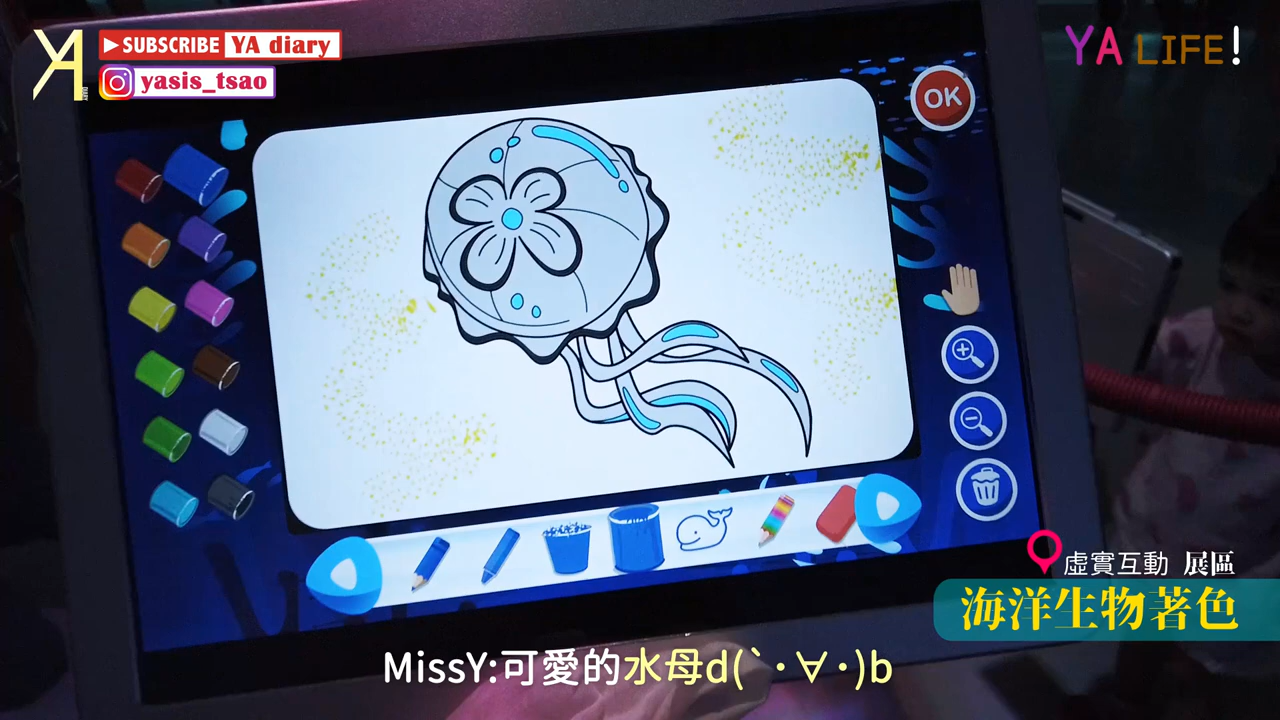 YA
DIARY
SUBSCRIBE YA diary
yasis_tsao
YA LIFE!
OK
虛實互動 展區
海洋生物著色
MissY:可愛的水母d(`･∀･)b